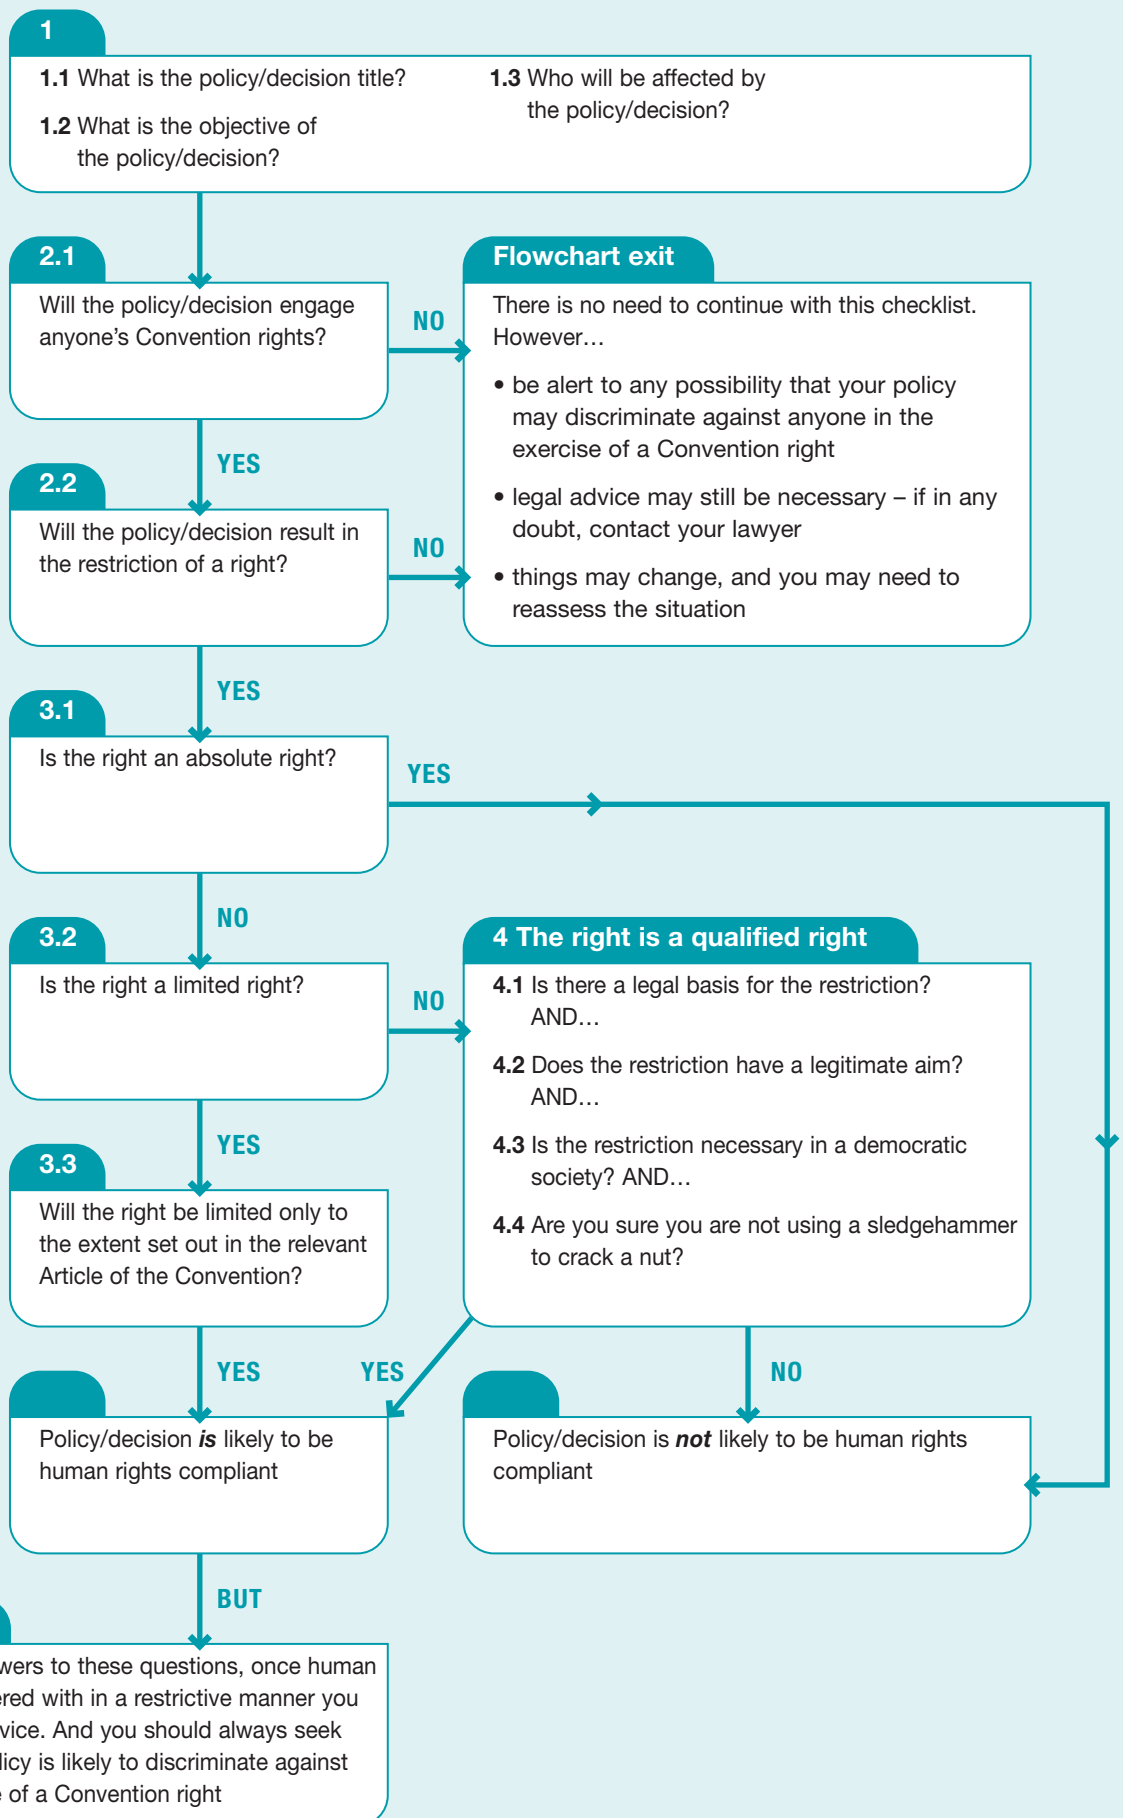 1
1.1 What is the policy/decision title?
1.2 What is the objective of
the policy/decision?
1.3 Who will be affected by
the policy/decision?
2.1
Will the policy/decision engage
anyone’s Convention rights?
NO
Flowchart exit
There is no need to continue with this checklist.
However…
• be alert to any possibility that your policy
may discriminate against anyone in the
exercise of a Convention right
• legal advice may still be necessary – if in any
doubt, contact your lawyer
• things may change, and you may need to
reassess the situation
YES
2.2
Will the policy/decision result in
the restriction of a right?
NO
YES
3.1
Is the right an absolute right?
YES
NO
3.2
Is the right a limited right?
NO
4 The right is a qualified right
4.1 Is there a legal basis for the restriction?
AND…
4.2 Does the restriction have a legitimate aim?
AND…
4.3 Is the restriction necessary in a democratic
society? AND…
4.4 Are you sure you are not using a sledgehammer
to crack a nut?
YES
3.3
Will the right be limited only to
the extent set out in the relevant
Article of the Convention?
YES
YES
NO
Policy/decision is likely to be
human rights compliant
Policy/decision is not likely to be human rights
compliant
BUT
to these questions, once human
with in a restrictive manner you
And you should always seek
is likely to discriminate against
of a Convention right